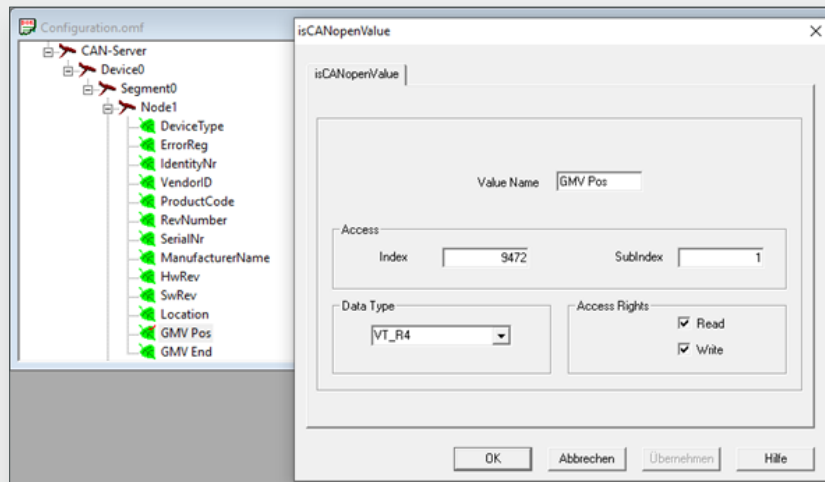 Configuration.omf
CAN-Server
Device0
Segment0
Node1
DeviceType
ErrorReg
IdentityNr
VendorID
ProductCode
RevNumber
SerialNr
ManufacturerName
HwRev
SwRev
Location
GMV Pos
GMV End
isCANopenValue
isCANopenValue
Value Name GMV Pos
Access
Index 9472 SubIndex 1
Data Type
VT_R4
Access Rights
Read
Write
OK Abbrechen Übernehmen Hilfe